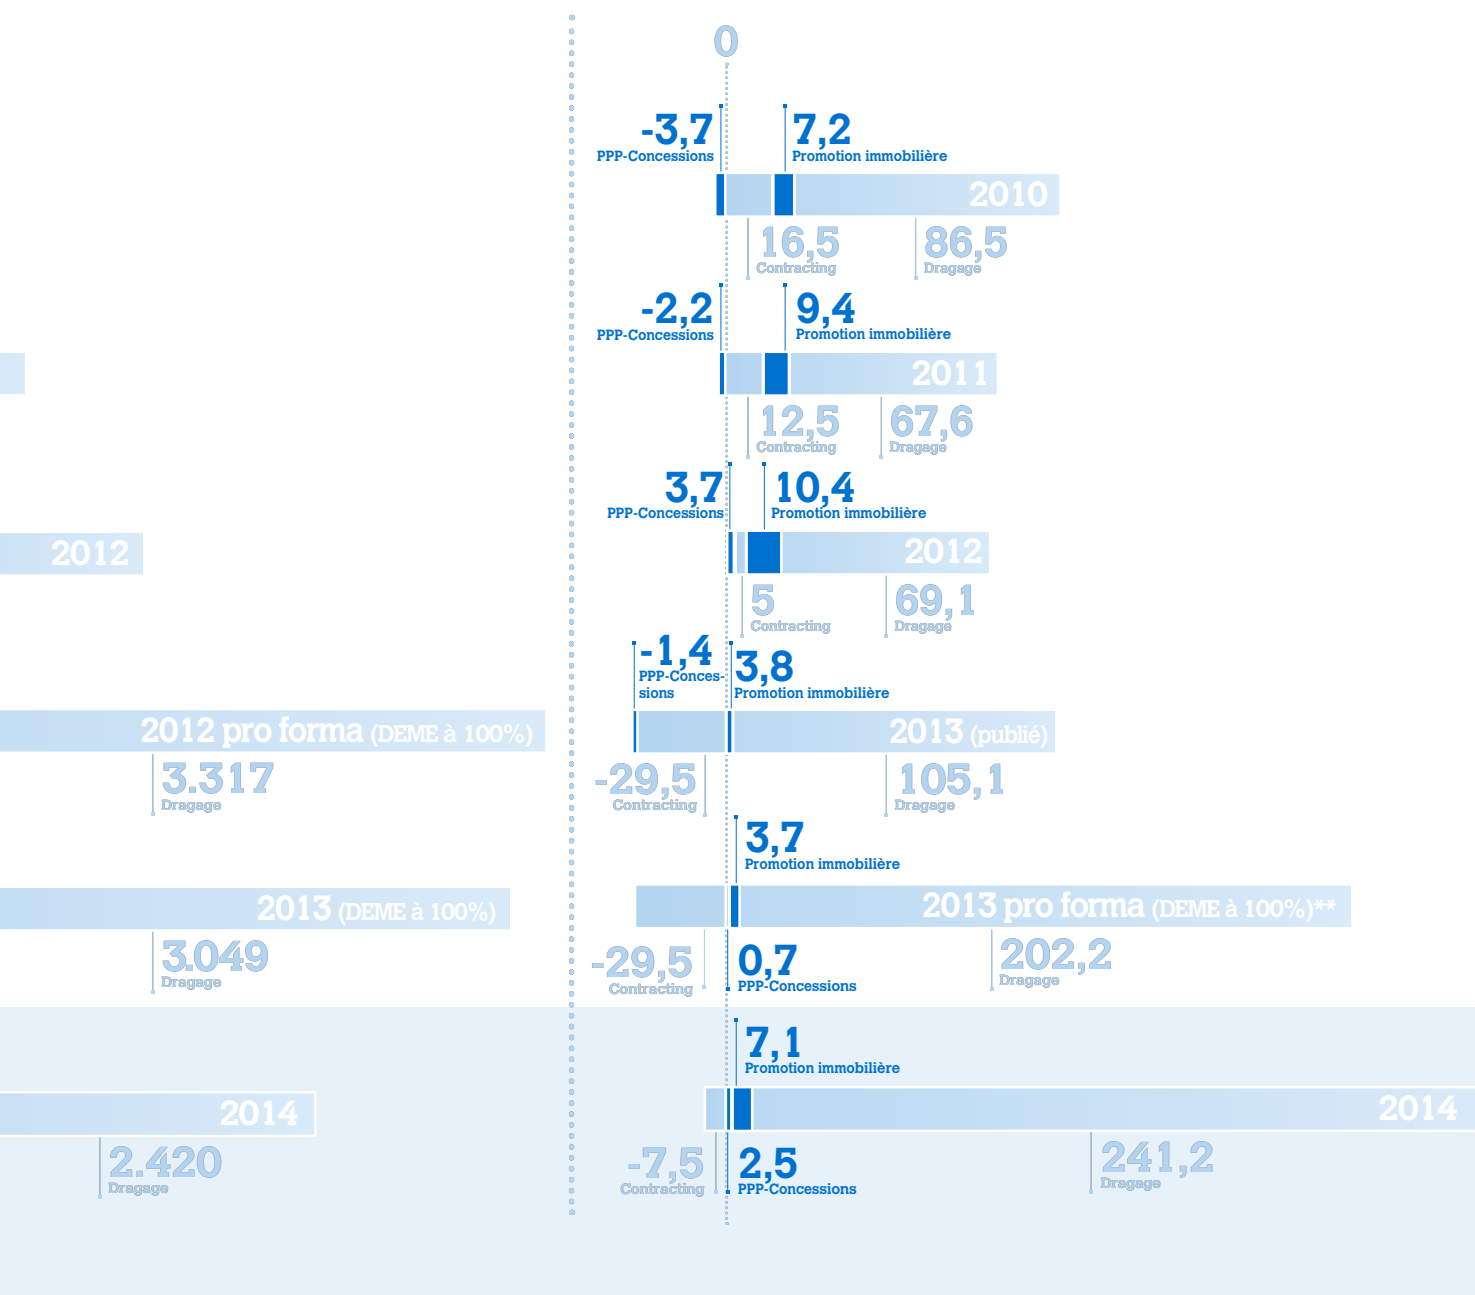 0
-3,7
PPP-Concessions
7,2
Promotion immobilière
2010
16,5
Contracting
86,5
Dragage
-2,2
PPP-Concessions
9,4
Promotion immobilière
2011
12,5
Contracting
67,6
Dragage
3,7
PPP-Concessions
10,4
Promotion immobilière
2012
2012
5
Contracting
69,1
Dragage
-1,4
PPP-Conces-
sions
3,8
Promotion immobilière
2012 pro forma (DEME à 100%)
2013 (publié)
3.317
Dragage
-29,5
Contracting
105,1
Dragage
3,7
Promotion immobilière
2013 (DEME à 100%)
2013 pro forma (DEME à 100%)**
3.049
Dragage
-29,5
Contracting
0,7
PPP-Concessions
202,2
Dragage
7,1
Promotion immobilière
2014
2014
2.420
Dragage
-7,5
Contracting
2,5
PPP-Concessions
241,2
Dragage